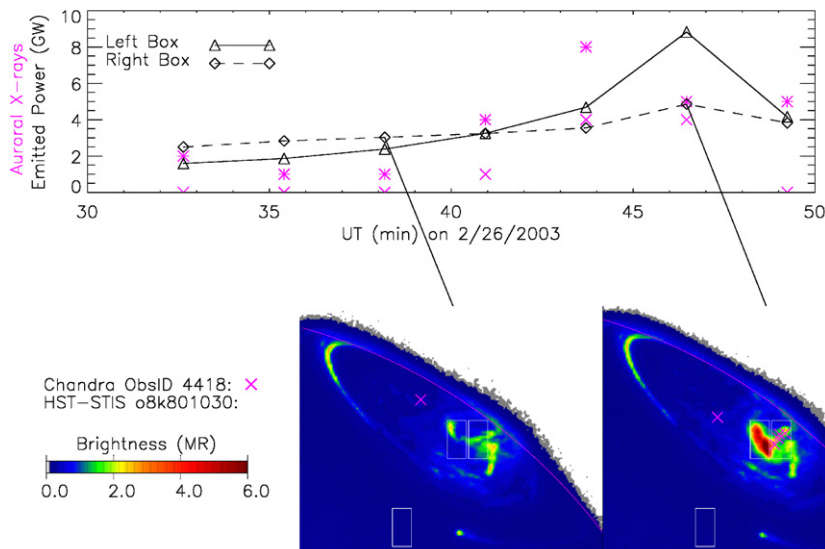 Auroral X-rays
Emitted Power (GW)
10
8
6
4
2
0
Left Box
Right Box
30
35
40
45
50
UT (min) on 2/26/2003
Chandra ObsID 4418:
HST-STIS o8k801030:
Brightness (MR)
0.0 2.0 4.0 6.0